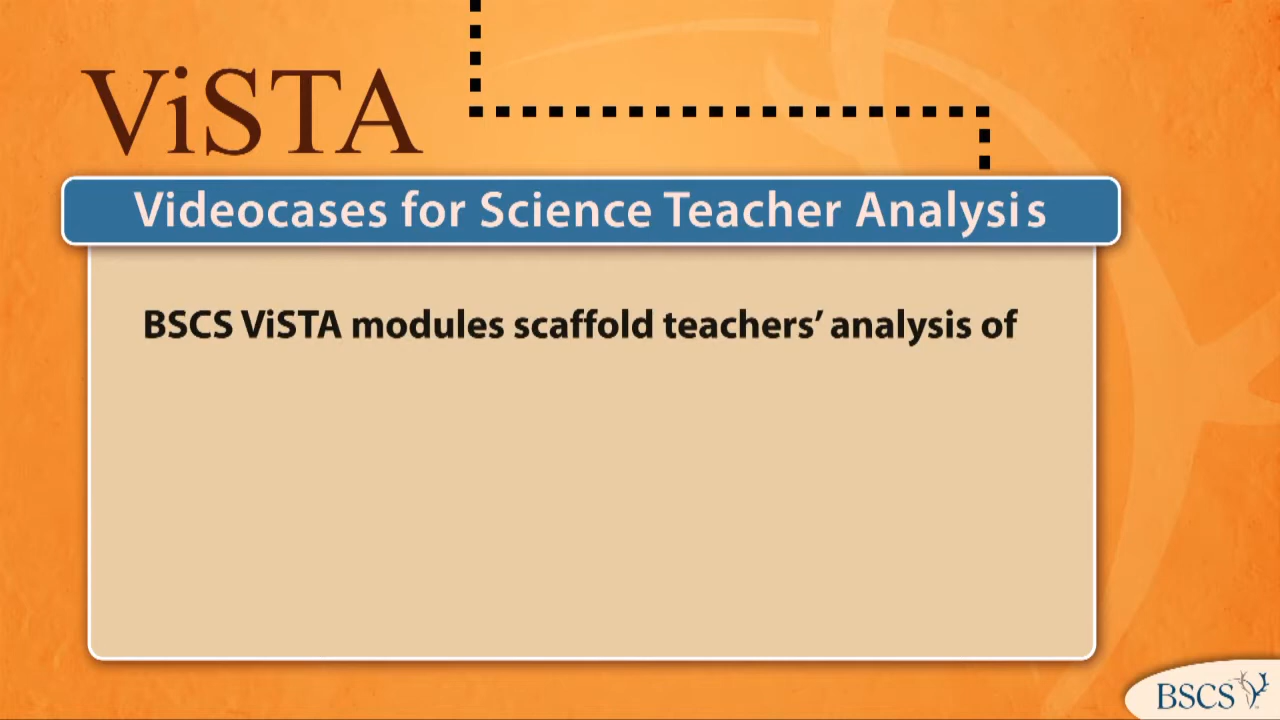 ViSTA
Videocases for Science Teacher Analysis
BSCS ViSTA modules scaffold teachers’ analysis of
BSCS